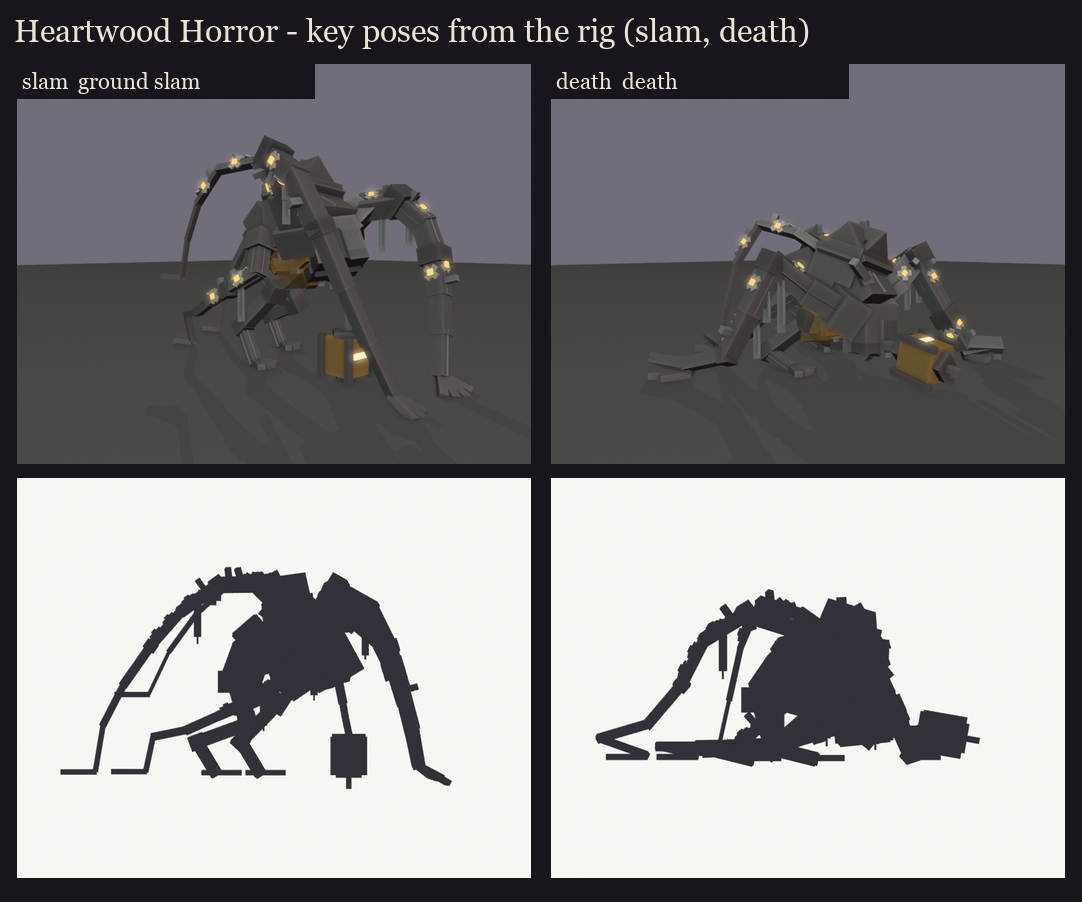 Heartwood Horror - key poses from the rig (slam, death)
slam ground slam
death death